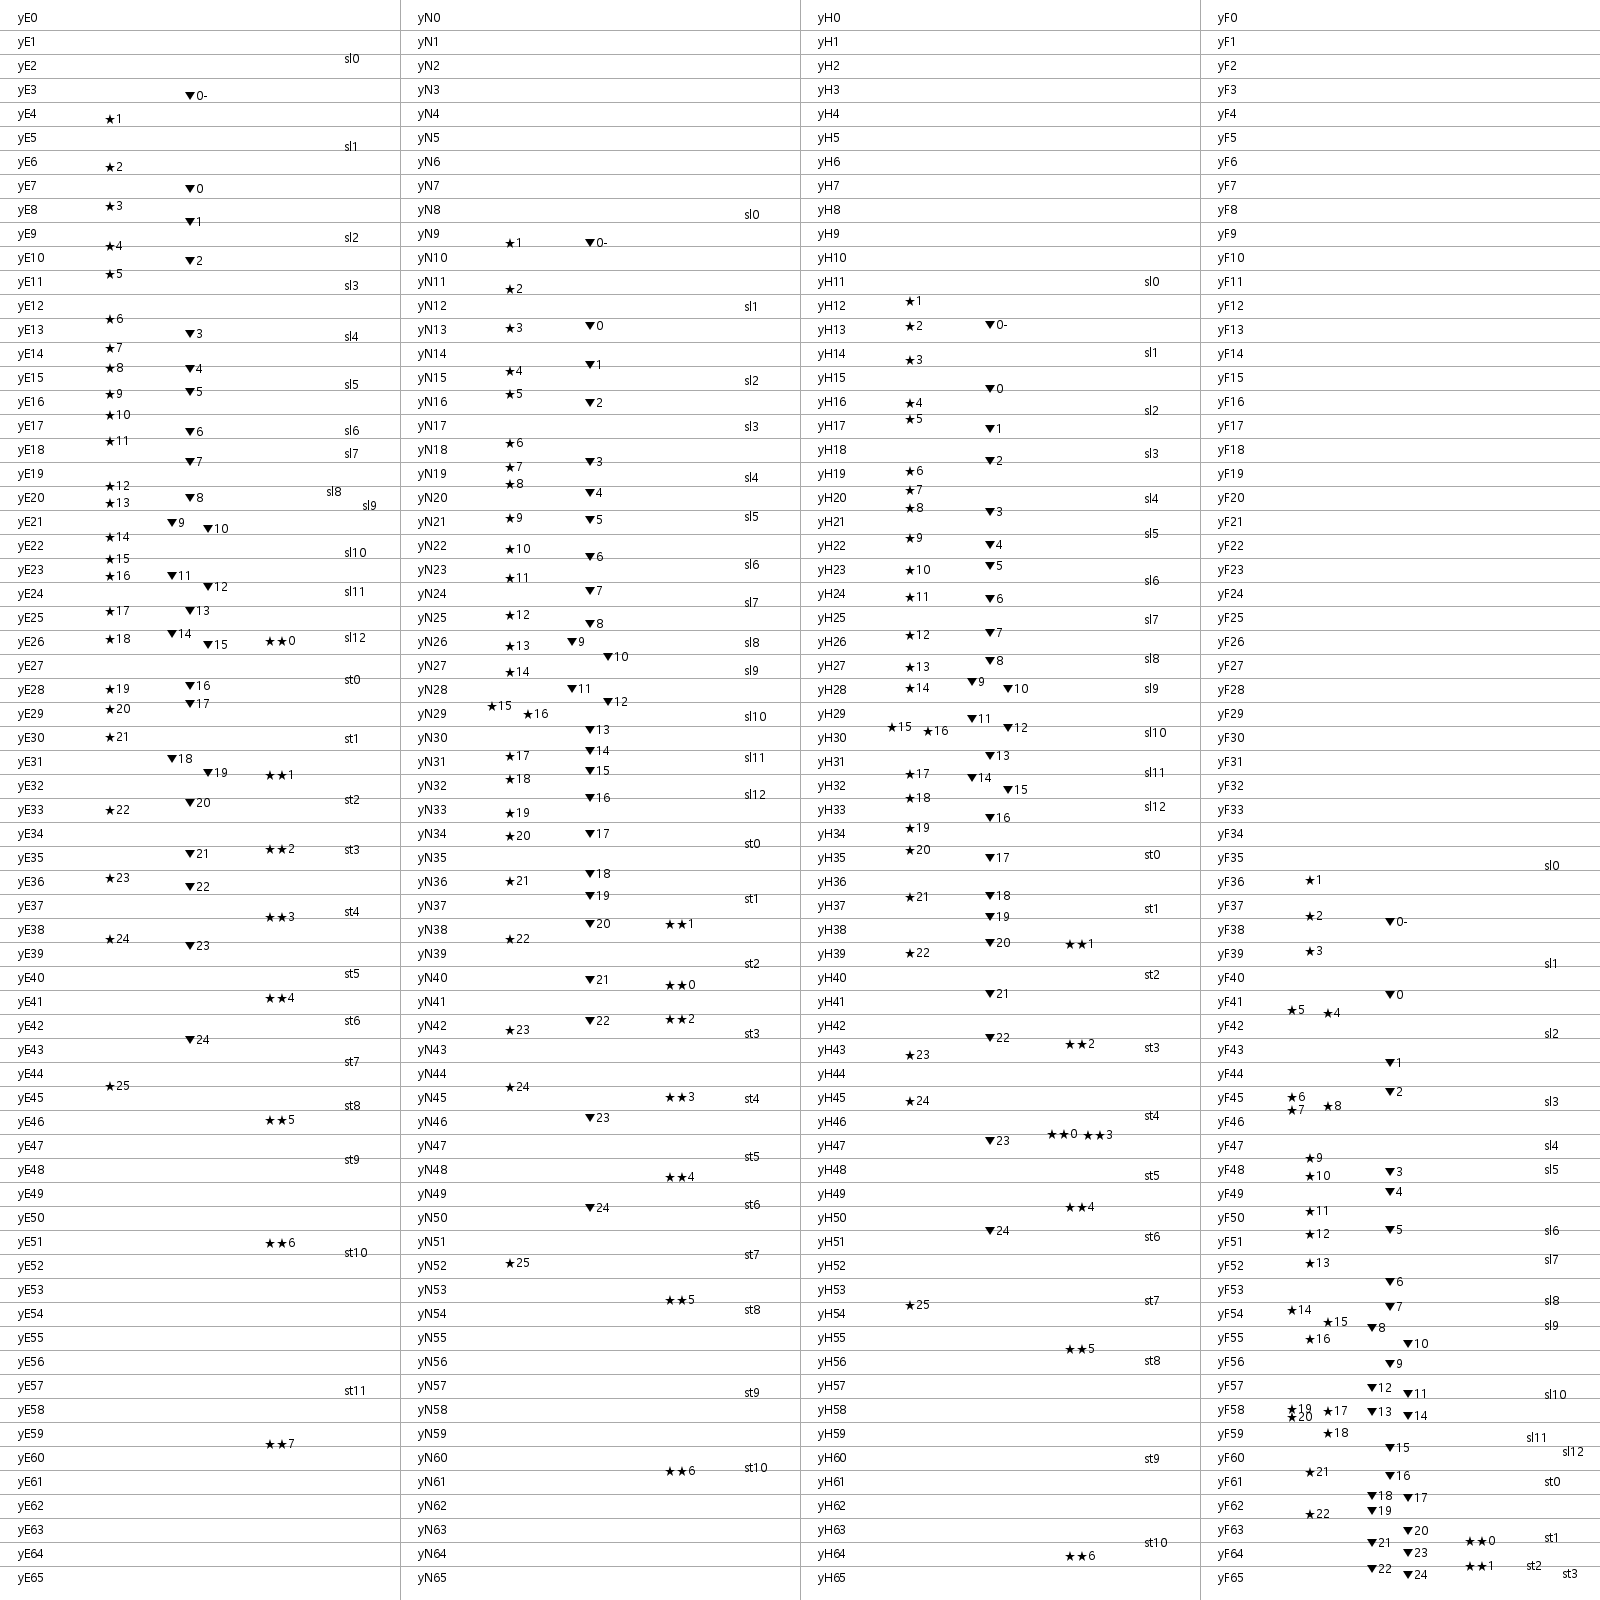 yE0
yE1
yE2 sl0
yE3 ▼0-
yE4 ★1
yE5 sl1
yE6 ★2
yE7 ▼0
yE8 ★3 ▼1
yE9 ★4 sl2
yE10 ▼2
yE11 ★5 sl3
yE12 ★6
yE13 ▼3 sl4
yE14 ★7
yE15 ★8 ▼4 sl5
yE16 ★9 ▼5
yE17 ★10 ▼6 sl6
yE18 ★11 ▼7 sl7
yE19 ★12
yE20 ★13 ▼8 sl8 sl9
yE21 ▼9 ▼10
yE22 ★14 sl10
yE23 ★15 ★16 ▼11
yE24 ▼12 sl11
yE25 ★17 ▼13
yE26 ★18 ▼14 ▼15 ★★0 sl12
yE27
yE28 ★19 ▼16 st0
yE29 ★20 ▼17
yE30 ★21 st1
yE31 ▼18 ▼19 ★★1
yE32
yE33 ★22 ▼20 st2
yE34
yE35 ▼21 ★★2 st3
yE36 ★23 ▼22
yE37 ★★3 st4
yE38 ★24 ▼23
yE39
yE40 st5
yE41 ★★4
yE42 st6
yE43 ▼24 st7
yE44 ★25
yE45 st8
yE46 ★★5
yE47
yE48 st9
yE49
yE50
yE51 ★★6 st10
yE52
yE53
yE54
yE55
yE56
yE57 st11
yE58
yE59 ★★7
yE60
yE61
yE62
yE63
yE64
yE65
yN0
yN1
yN2
yN3
yN4
yN5
yN6
yN7
yN8 sl0
yN9 ★1 ▼0-
yN10
yN11 ★2
yN12 sl1
yN13 ★3 ▼0
yN14 ▼1
yN15 ★4 sl2
yN16 ★5 ▼2
yN17 sl3
yN18 ★6 ▼3
yN19 ★7 ★8 sl4
yN20 ▼4
yN21 ★9 ▼5 sl5
yN22 ★10 ▼6
yN23 ★11 sl6
yN24 ▼7 sl7
yN25 ★12 ▼8
yN26 ★13 ▼9 sl8
yN27 ★14 ▼10 sl9
yN28 ▼11 ▼12
yN29 ★15 ★16 sl10
yN30 ▼13 ▼14
yN31 ★17 ▼15 sl11
yN32 ★18 ▼16 sl12
yN33 ★19
yN34 ★20 ▼17 st0
yN35 ▼18
yN36 ★21 ▼19
yN37 st1
yN38 ★22 ▼20 ★★1
yN39 st2
yN40 ▼21 ★★0
yN41
yN42 ★23 ▼22 ★★2 st3
yN43
yN44 ★24
yN45 ★★3 st4
yN46 ▼23
yN47 st5
yN48 ★★4
yN49 ▼24 st6
yN50
yN51 st7
yN52 ★25
yN53 ★★5
yN54 st8
yN55
yN56
yN57 st9
yN58
yN59
yN60 ★★6 st10
yN61
yN62
yN63
yN64
yN65
yH0
yH1
yH2
yH3
yH4
yH5
yH6
yH7
yH8
yH9
yH10
yH11 sl0
yH12 ★1
yH13 ★2 ▼0-
yH14 ★3 sl1
yH15 ▼0
yH16 ★4 sl2
yH17 ★5 ▼1
yH18 ▼2 sl3
yH19 ★6
yH20 ★7 ★8 sl4
yH21 ▼3 sl5
yH22 ★9 ▼4
yH23 ★10 ▼5 sl6
yH24 ★11 ▼6
yH25 sl7
yH26 ★12 ▼7
yH27 ★13 ▼8 sl8
yH28 ★14 ▼9 ▼10 sl9
yH29 ★15 ▼11 ▼12
yH30 ★16 sl10
yH31 ★17 ▼13 sl11
yH32 ★18 ▼14 ▼15
yH33 ▼16 sl12
yH34 ★19
yH35 ★20 ▼17 st0
yH36
yH37 ★21 ▼18 ▼19 st1
yH38 ▼20
yH39 ★22 ★★1
yH40 st2
yH41 ▼21
yH42 ▼22
yH43 ★23 ★★2 st3
yH44
yH45 ★24
yH46 st4
yH47 ▼23 ★★0 ★★3
yH48 st5
yH49 ★★4
yH50 ▼24
yH51 st6
yH52
yH53 ★25 st7
yH54
yH55 ★★5
yH56 st8
yH57
yH58
yH59
yH60 st9
yH61
yH62
yH63 st10
yH64 ★★6
yH65
yF0
yF1
yF2
yF3
yF4
yF5
yF6
yF7
yF8
yF9
yF10
yF11
yF12
yF13
yF14
yF15
yF16
yF17
yF18
yF19
yF20
yF21
yF22
yF23
yF24
yF25
yF26
yF27
yF28
yF29
yF30
yF31
yF32
yF33
yF34
yF35 sl0
yF36 ★1
yF37 ★2 ▼0-
yF38
yF39 ★3 sl1
yF40
yF41 ★5 ★4 ▼0
yF42 sl2
yF43 ▼1
yF44
yF45 ★6 ★8 ▼2 sl3
yF46 ★7
yF47 ★9 sl4
yF48 ★10 ▼3 sl5
yF49 ▼4
yF50 ★11 ▼5
yF51 ★12 sl6
yF52 ★13 sl7
yF53 ▼6 sl8
yF54 ★14 ★15 ▼7 ▼8 sl9
yF55 ★16 ▼10
yF56 ▼9
yF57 ▼12 ▼11 sl10
yF58 ★19 ★20 ★17 ▼13 ▼14
yF59 ★18 sl11
yF60 ▼15 sl12
yF61 ★21 ▼16 st0
yF62 ★22 ▼18 ▼17 ▼19
yF63 ▼20 ★★0 st1
yF64 ▼21 ▼23 ★★1 st2
yF65 ▼22 ▼24 st3